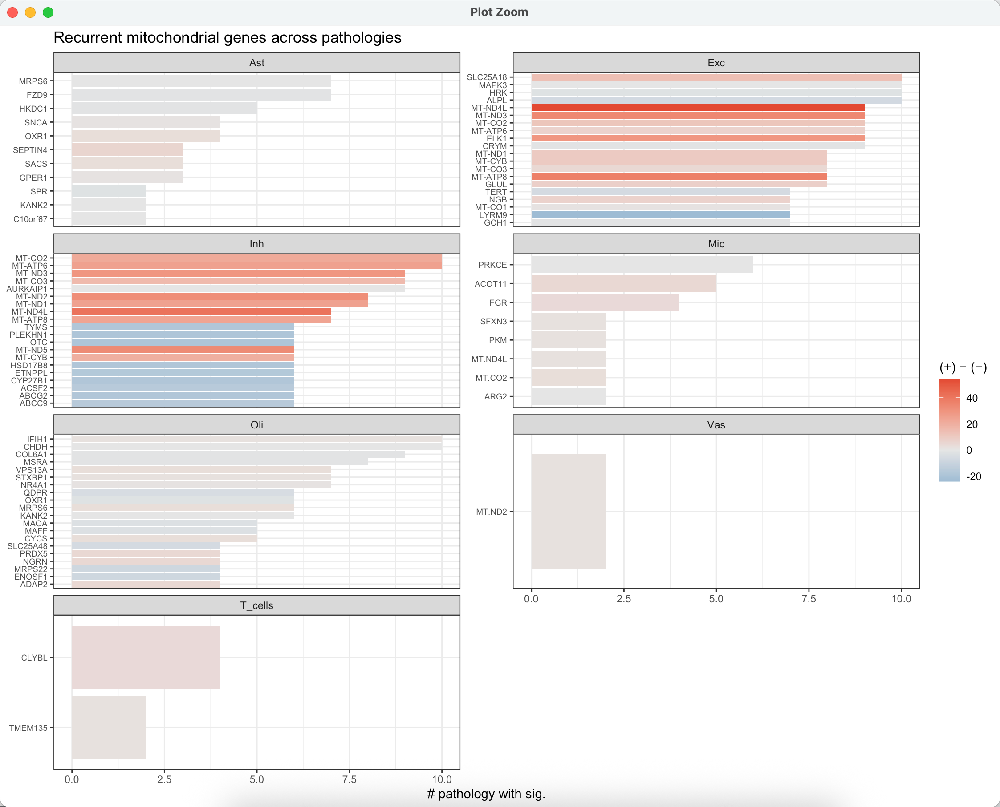 Plot Zoom
Recurrent mitochondrial genes across pathologies
Ast
MRPS6
FZD9
HKDC1
SNCA
OXR1
SEPTIN4
SACS
GPER1
SPR
KANK2
C10orf67
Exc
SLC25A18
MAPK3
HRK
ALPL
MT-ND4L
MT-ND3
MT-CO2
MT-ATP6
ELK1
CRYM
MT-ND1
MT-CYB
MT-CO3
MT-ATP8
GLUL
TERT
NGB
MT-CO1
LYRM9
GCH1
Inh
MT-CO2
MT-ATP6
MT-ND3
MT-CO3
AURKAIP1
MT-ND2
MT-ND1
MT-ND4L
MT-ATP8
TYMS
PLEKHN1
OTC
MT-ND5
MT-CYB
HSD17B8
ETNPPL
CYP27B1
ACSF2
ABCG2
ABCC9
Mic
PRKCE
ACOT11
FGR
SFXN3
PKM
MT.ND4L
MT.CO2
ARG2
Oli
IFIH1
CHDH
COL6A1
MSRA
VPS13A
STXBP1
NR4A1
QDPR
OXR1
MRPS6
KANK2
MAOA
MAFF
CYCS
SLC25A48
PRDX5
NGRN
MRPS22
ENOSF1
ADAP2
Vas
MT.ND2
0.0 2.5 5.0 7.5 10.0
T_cells
CLYBL
TMEM135
0.0 2.5 5.0 7.5 10.0
# pathology with sig.
(+) − (−)
40
20
0
-20